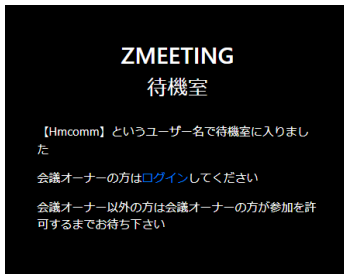 ZMEETING
待機室
【Hmcomm】というユーザー名で待機室に入りまし
た
会議オーナーの方はログインしてください
会議オーナー以外の方は会議オーナーの方が参加を許
可するまでお待ち下さい